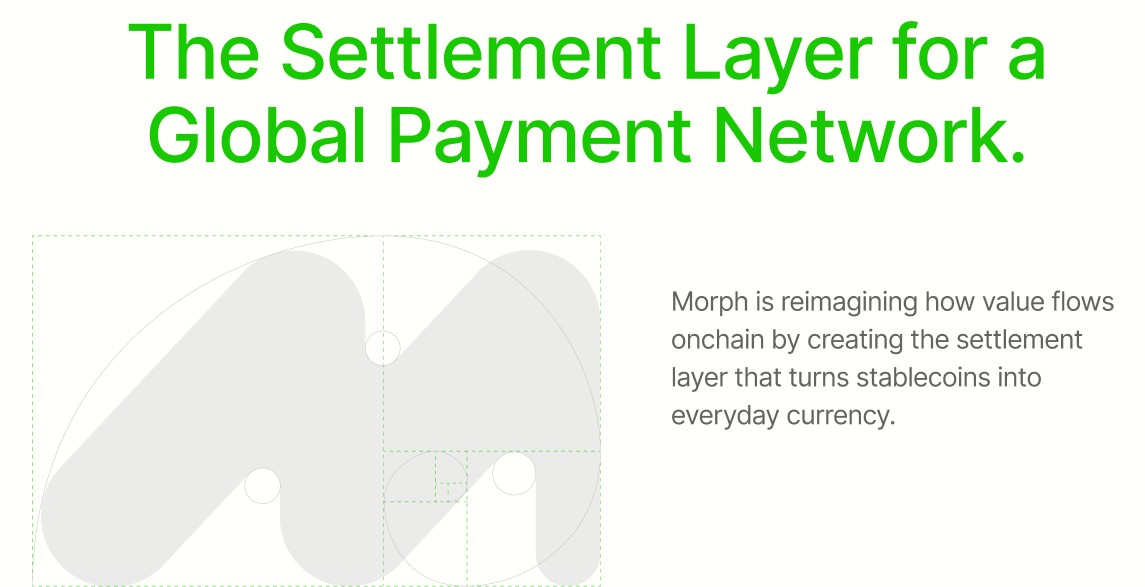 The Settlement Layer for a
Global Payment Network.
Morph is reimagining how value flows
onchain by creating the settlement
layer that turns stablecoins into
everyday currency.